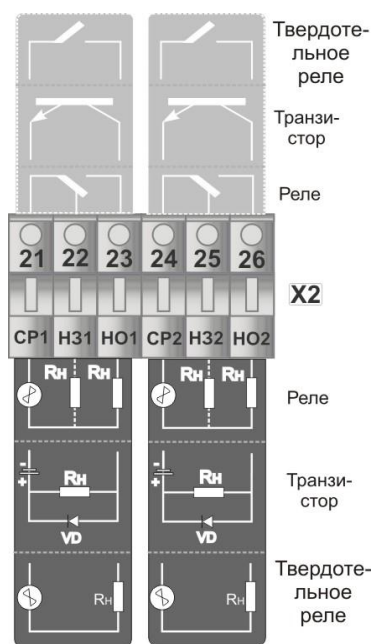 Твердоте-
льное
реле
Транзи-
стор
Реле
21 22 23 24 25 26
X2
СР1 НЗ1 НО1 СР2 НЗ2 НО2
Rн Rн Rн Rн
Реле
- -
Rн Rн
+ +
VD VD
Транзи-
стор
Твердоте-
льное
реле
Rн Rн